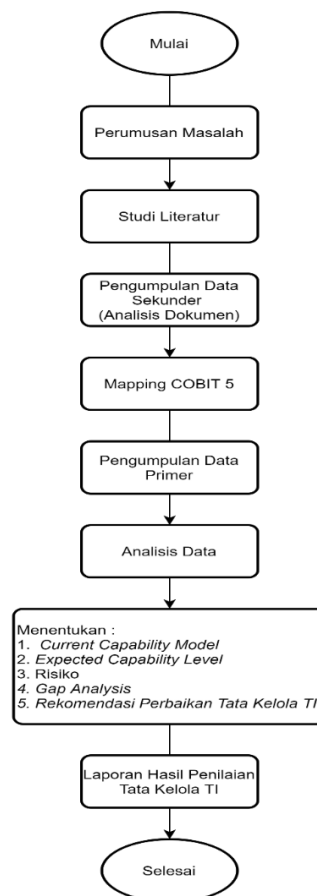 Mulai
Perumusan Masalah
Studi Literatur
Pengumpulan Data
Sekunder
(Analisis Dokumen)
Mapping COBIT 5
Pengumpulan Data
Primer
Analisis Data
Menentukan :
1. Current Capability Model
2. Expected Capability Level
3. Risiko
4. Gap Analysis
5. Rekomendasi Perbaikan Tata Kelola TI
Laporan Hasil Penilaian
Tata Kelola TI
Selesai